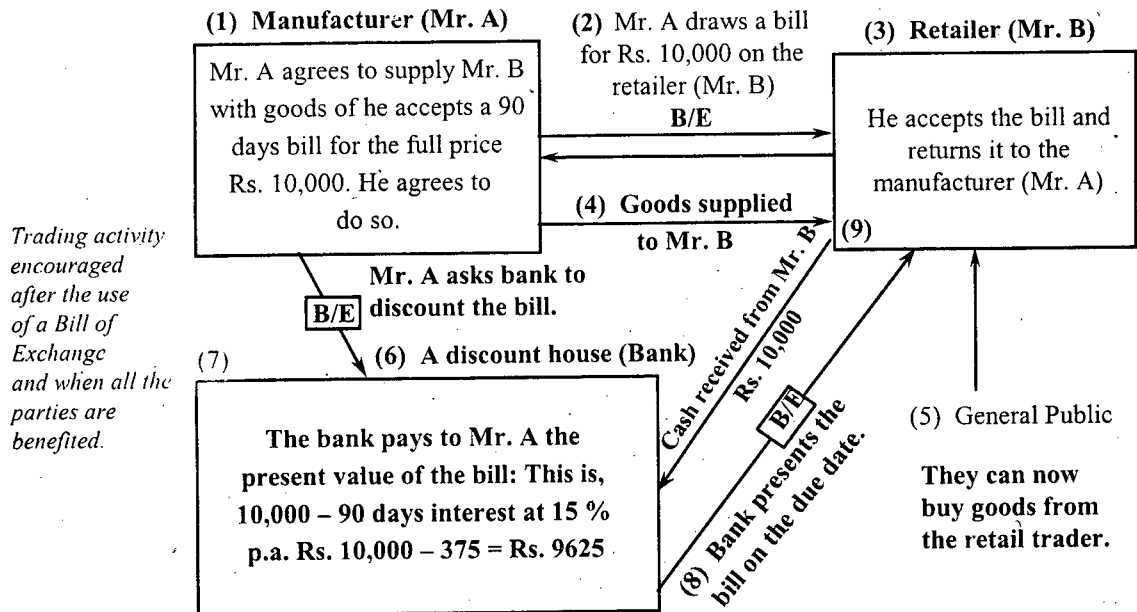 (1) Manufacturer (Mr. A)
Mr. A agrees to supply Mr. B
with goods of he accepts a 90
days bill for the full price
Rs. 10,000. He agrees to
do so.
(2) Mr. A draws a bill
for Rs. 10,000 on the
retailer (Mr. B)
B/E
(3) Retailer (Mr. B)
He accepts the bill and
returns it to the
manufacturer (Mr. A)
(9)
(4) Goods supplied
to Mr. B
Trading activity
encouraged
after the use
of a Bill of
Exchange
and when all the
parties are
benefited.
Mr. A asks bank to
discount the bill.
B/E
(6) A discount house (Bank)
(7)
The bank pays to Mr. A the
present value of the bill: This is,
10,000 – 90 days interest at 15 %
p.a. Rs. 10,000 – 375 = Rs. 9625
Cash received from Mr. B
Rs. 10,000
B/E
(8) Bank presents the
bill on the due date.
(5) General Public
They can now
buy goods from
the retail trader.